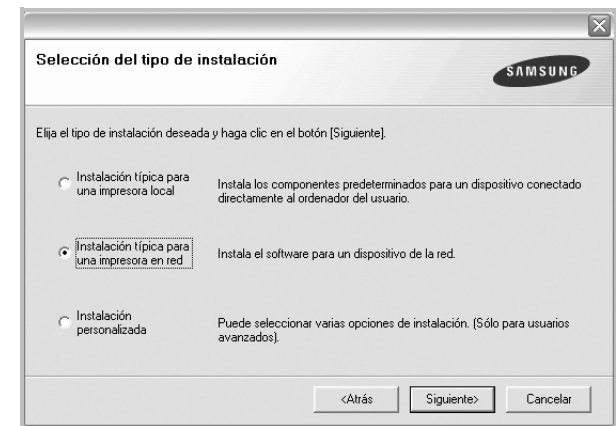 Selección del tipo de instalación
SAMSUNG
Elija el tipo de instalación deseada y haga clic en el botón [Siguiente].
Instalación típica para
una impresora local
Instala los componentes predeterminados para un dispositivo conectado
directamente al ordenador del usuario.
Instalación típica para
una impresora en red
Instala el software para un dispositivo de la red.
Instalación
personalizada
Puede seleccionar varias opciones de instalación. (Sólo para usuarios
avanzados).
<Atrás
Siguiente>
Cancelar